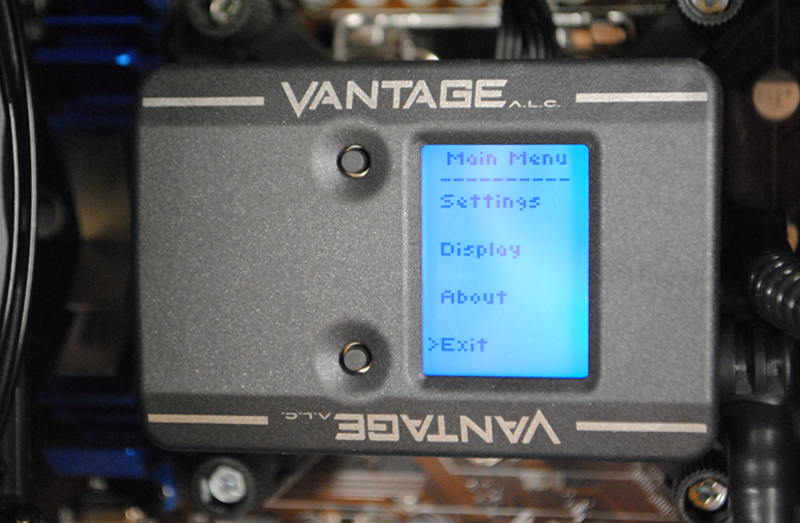 VANTAGE A.L.C.
Main Menu
----------
Settings
Display
About
>Exit
VANTAGE A.L.C.